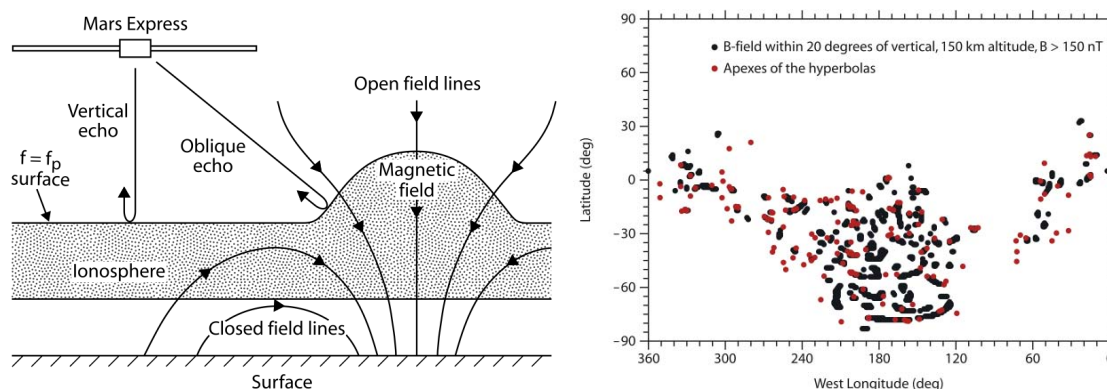 Mars Express
Vertical
echo
Oblique
echo
Open field lines
f = fp
surface
Magnetic
field
Ionosphere
Closed field lines
Surface
B-field within 20 degrees of vertical, 150 km altitude, B > 150 nT
Apexes of the hyperbolas
Latitude (deg)
90
60
30
0
−30
−60
−90
360 300 240 180 120 60
West Longitude (deg)